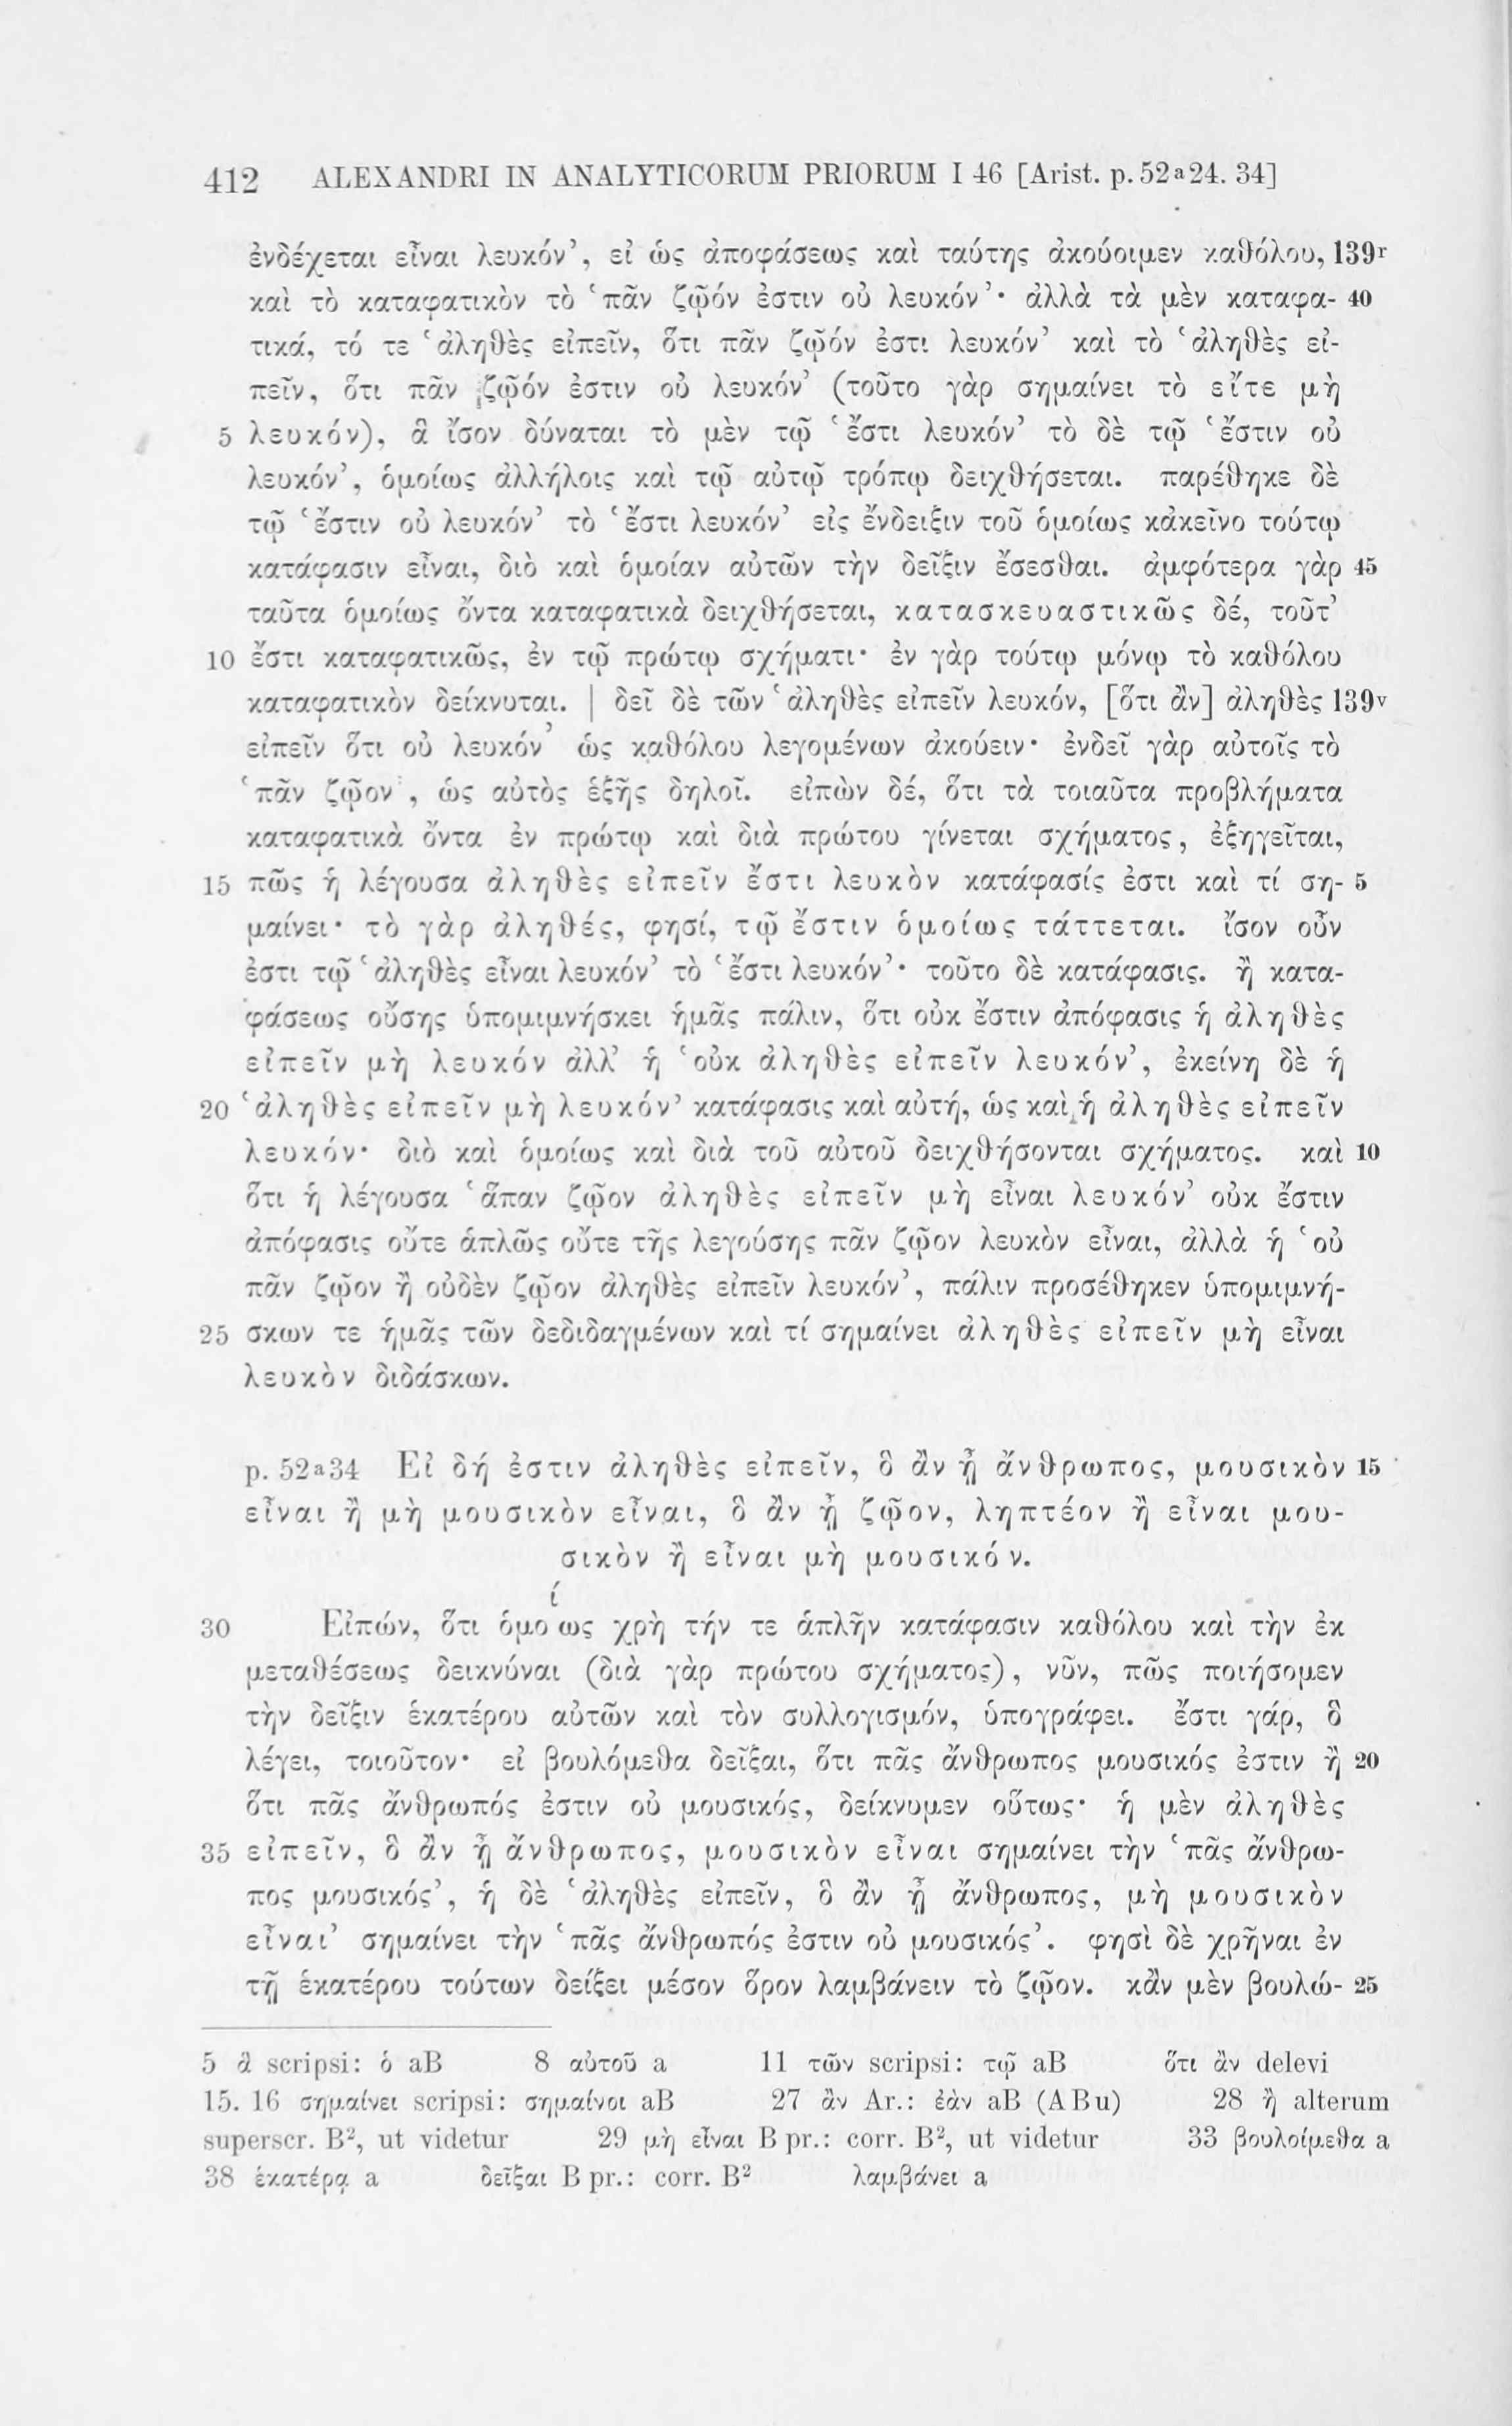 412 ALEXANDRI IN ANALYTICORUM PRIORUM I 46 [Arist. p. 52ᵃ24. 34]
ἐνδέχεται εἶναι λευκόν’, εἰ ὡς ἀποφάσεως καὶ ταύτης ἀκούοιμεν καθόλου, 139ʳ
καὶ τὸ καταφατικὸν τὸ ‘πᾶν ζῷόν ἐστιν οὐ λευκόν’· ἀλλὰ τὰ μὲν καταφα- 40
τικά, τό τε ‘ἀληθὲς εἰπεῖν, ὅτι πᾶν ζῷόν ἐστι λευκόν’ καὶ τὸ ‘ἀληθὲς εἰ-
πεῖν, ὅτι πᾶν ζῷόν ἐστιν οὐ λευκόν’ (τοῦτο γὰρ σημαίνει τὸ εἴτε μὴ
5 λευκόν), ἃ ἴσον δύναται τὸ μὲν τῷ ‘ἔστι λευκόν’ τὸ δὲ τῷ ‘ἔστιν οὐ
λευκόν’, ὁμοίως ἀλλήλοις καὶ τῷ αὐτῷ τρόπῳ δειχθήσεται. παρέθηκε δὲ
τῷ ‘ἔστιν οὐ λευκόν’ τὸ ‘ἔστι λευκόν’ εἰς ἔνδειξιν τοῦ ὁμοίως κἀκεῖνο τούτῳ
κατάφασιν εἶναι, διὸ καὶ ὁμοίαν αὐτῶν τὴν δεῖξιν ἔσεσθαι. ἀμφότερα γὰρ 45
ταῦτα ὁμοίως ὄντα καταφατικὰ δειχθήσεται, κατασκευαστικῶς δέ, τοῦτ’
10 ἔστι καταφατικῶς, ἐν τῷ πρώτῳ σχήματι· ἐν γὰρ τούτῳ μόνῳ τὸ καθόλου
καταφατικὸν δείκνυται. | δεῖ δὲ τῶν ‘ἀληθὲς εἰπεῖν λευκόν, [ὅτι ἂν] ἀληθὲς 139ᵛ
εἰπεῖν ὅτι οὐ λευκόν’ ὡς καθόλου λεγομένων ἀκούειν· ἐνδεῖ γὰρ αὐτοῖς τὸ
‘πᾶν ζῷον’, ὡς αὐτὸς ἑξῆς δηλοῖ. εἰπὼν δέ, ὅτι τὰ τοιαῦτα προβλήματα
καταφατικὰ ὄντα ἐν πρώτῳ καὶ διὰ πρώτου γίνεται σχήματος, ἐξηγεῖται,
15 πῶς ἡ λέγουσα ἀληθὲς εἰπεῖν ἔστι λευκὸν κατάφασίς ἐστι καὶ τί ση- 5
μαίνει· τὸ γὰρ ἀληθές, φησί, τῷ ἔστιν ὁμοίως τάττεται. ἴσον οὖν
ἐστι τῷ ‘ἀληθὲς εἶναι λευκόν’ τὸ ‘ἔστι λευκόν’· τοῦτο δὲ κατάφασις. ἢ κατα-
φάσεως οὔσης ὑπομιμνήσκει ἡμᾶς πάλιν, ὅτι οὐκ ἔστιν ἀπόφασις ἡ ἀληθὲς
εἰπεῖν μὴ λευκόν ἀλλ’ ἡ ‘οὐκ ἀληθὲς εἰπεῖν λευκόν’, ἐκείνη δὲ ἡ
20 ‘ἀληθὲς εἰπεῖν μὴ λευκόν’ κατάφασις καὶ αὐτή, ὡς καὶ ἡ ἀληθὲς εἰπεῖν
λευκόν· διὸ καὶ ὁμοίως καὶ διὰ τοῦ αὐτοῦ δειχθήσονται σχήματος. καὶ 10
ὅτι ἡ λέγουσα ‘ἅπαν ζῷον ἀληθὲς εἰπεῖν μὴ εἶναι λευκόν’ οὐκ ἔστιν
ἀπόφασις οὔτε ἁπλῶς οὔτε τῆς λεγούσης πᾶν ζῷον λευκὸν εἶναι, ἀλλὰ ἡ ‘οὐ
πᾶν ζῷον ἢ οὐδὲν ζῷον ἀληθὲς εἰπεῖν λευκόν’, πάλιν προσέθηκεν ὑπομιμνή-
25 σκων τε ἡμᾶς τῶν δεδιδαγμένων καὶ τί σημαίνει ἀληθὲς εἰπεῖν μὴ εἶναι
λευκὸν διδάσκων.
p. 52ᵃ34 Εἰ δή ἐστιν ἀληθὲς εἰπεῖν, ὃ ἂν ᾖ ἄνθρωπος, μουσικὸν 15
εἶναι ἢ μὴ μουσικὸν εἶναι, ὃ ἂν ᾖ ζῷον, ληπτέον ἢ εἶναι μου-
σικὸν ἢ εἶναι μὴ μουσικόν.
30 Εἰπών, ὅτι ὁμοίως χρὴ τήν τε ἁπλῆν κατάφασιν καθόλου καὶ τὴν ἐκ
μεταθέσεως δεικνύναι (διὰ γὰρ πρώτου σχήματος), νῦν, πῶς ποιήσομεν
τὴν δεῖξιν ἑκατέρου αὐτῶν καὶ τὸν συλλογισμόν, ὑπογράφει. ἔστι γάρ, ὃ
λέγει, τοιοῦτον· εἰ βουλόμεθα δεῖξαι, ὅτι πᾶς ἄνθρωπος μουσικός ἐστιν ἢ 20
ὅτι πᾶς ἄνθρωπός ἐστιν οὐ μουσικός, δείκνυμεν οὕτως· ἡ μὲν ἀληθὲς
35 εἰπεῖν, ὃ ἂν ᾖ ἄνθρωπος, μουσικὸν εἶναι σημαίνει τὴν ‘πᾶς ἄνθρω-
πος μουσικός’, ἡ δὲ ‘ἀληθὲς εἰπεῖν, ὃ ἂν ᾖ ἄνθρωπος, μὴ μουσικὸν
εἶναι’ σημαίνει τὴν ‘πᾶς ἄνθρωπός ἐστιν οὐ μουσικός’. φησὶ δὲ χρῆναι ἐν
τῇ ἑκατέρου τούτων δείξει μέσον ὅρον λαμβάνειν τὸ ζῷον. κἂν μὲν βουλώ- 25
5 ἃ scripsi: ὁ aB 8 αὐτοῦ a 11 τῶν scripsi: τῷ aB ὅτι ἂν delevi
15. 16 σημαίνει scripsi: σημαίνοι aB 27 ἂν Ar.: ἐὰν aB (ABu) 28 ἢ alterum
superscr. B², ut videtur 29 μὴ εἶναι B pr.: corr. B², ut videtur 33 βουλοίμεθα a
38 ἑκατέρᾳ a δεῖξαι B pr.: corr. B² λαμβάνει a